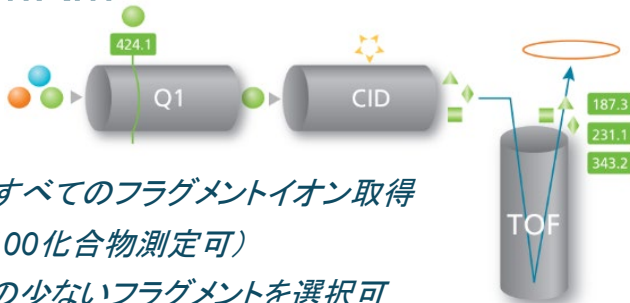 424.1
Q1
CID
187.3
231.1
343.2
TOF
すべてのフラグメントイオン取得
00化合物測定可）
の少ないフラグメントを選択可